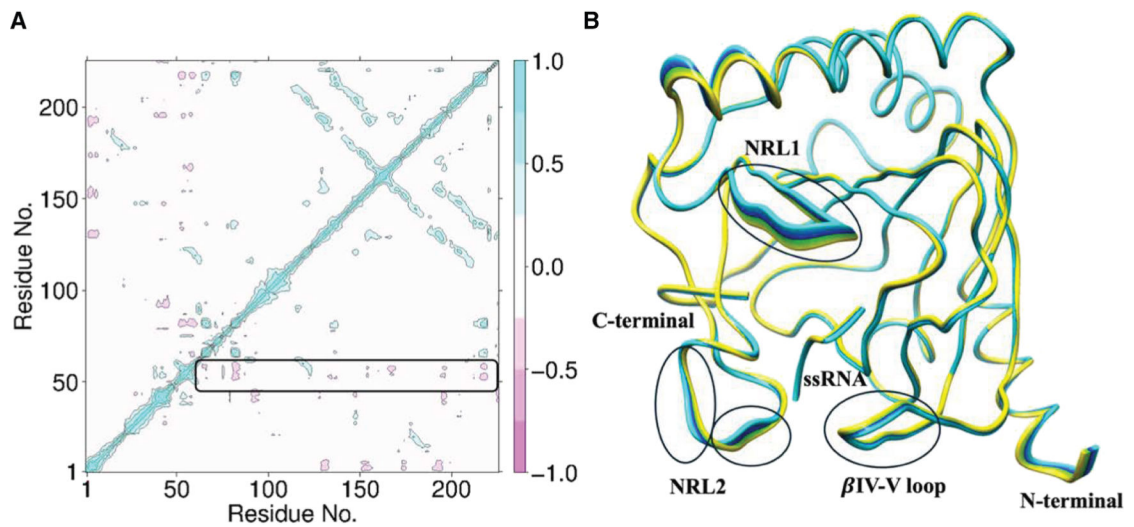 A
B
Residue No.
200
150
100
50
1
1
50
100
150
200
Residue No.
1.0
0.5
0.0
−0.5
−1.0
NRL1
C-terminal
ssRNA
NRL2
βIV-V loop
N-terminal